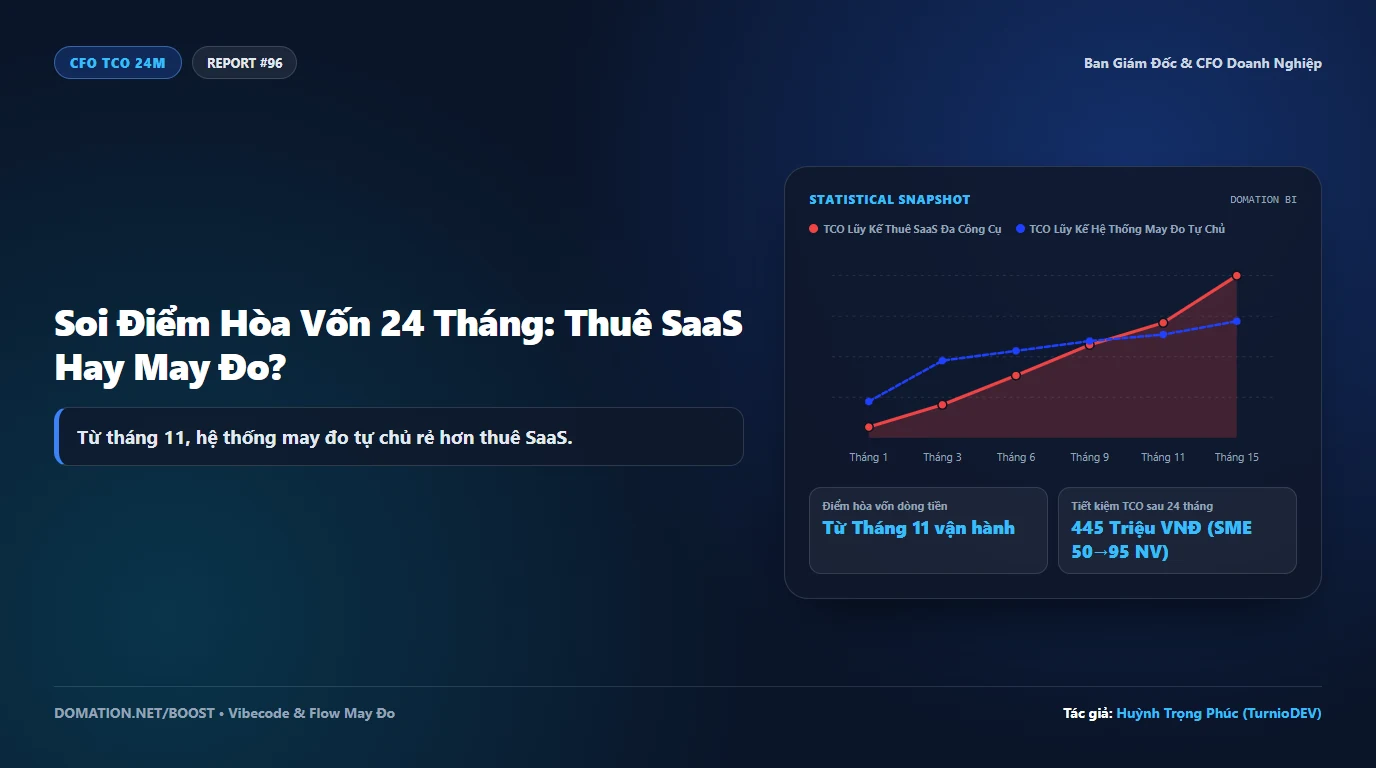 CFO TCO 24M
REPORT #96
Ban Giám Đốc & CFO Doanh Nghiệp
Soi Điểm Hòa Vốn 24 Tháng: Thuê SaaS
Hay May Đo?
Từ tháng 11, hệ thống may đo tự chủ rẻ hơn thuê SaaS.
STATISTICAL SNAPSHOT
DOMATION BI
TCO Lũy Kế Thuê SaaS Đa Công Cụ
TCO Lũy Kế Hệ Thống May Đo Tự Chủ
Tháng 1
Tháng 3
Tháng 6
Tháng 9
Tháng 11
Tháng 15
Điểm hòa vốn dòng tiền
Từ Tháng 11 vận hành
Tiết kiệm TCO sau 24 tháng
445 Triệu VNĐ (SME
50→95 NV)
DOMATION.NET/BOOST • Vibecode & Flow May Đo
Tác giả: Huỳnh Trọng Phúc (TurnioDEV)